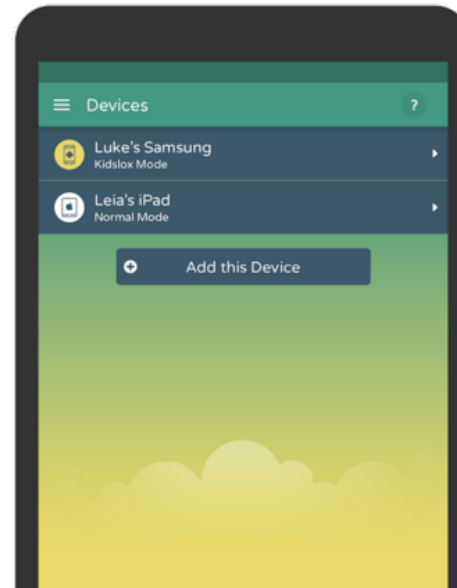 Devices
?
Luke's Samsung
Kidslox Mode
Leia's iPad
Normal Mode
Add this Device